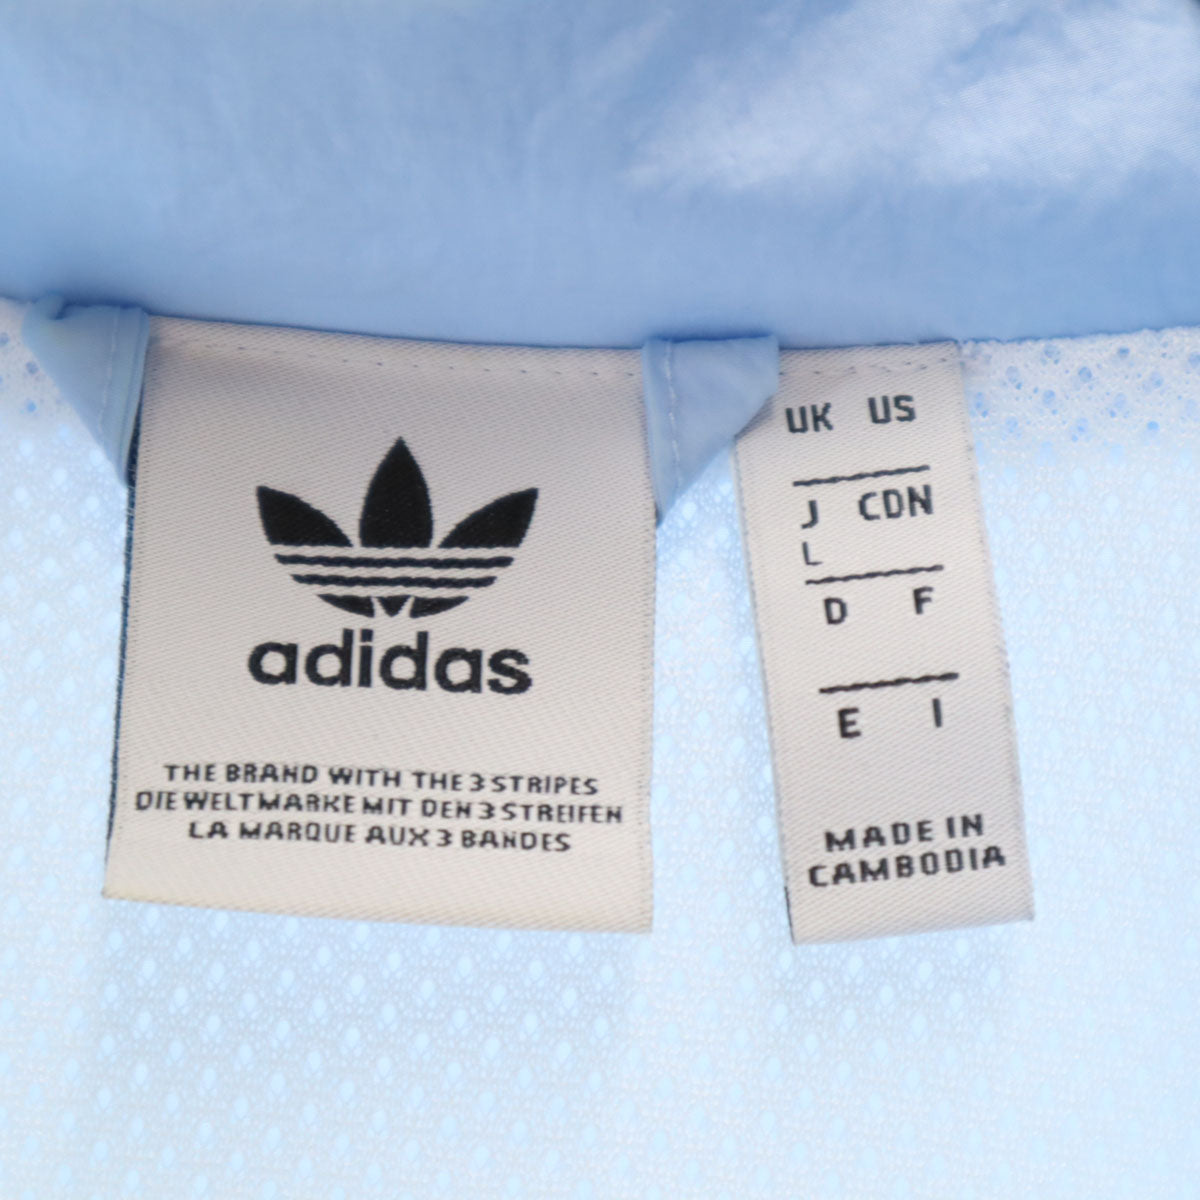 adidas
THE BRAND WITH THE 3 STRIPES
DIE WELTMARKE MIT DEN 3 STREIFEN
LA MARQUE AUX 3 BANDES
UK US
J CDN
L
D F
E I
MADE IN
CAMBODIA